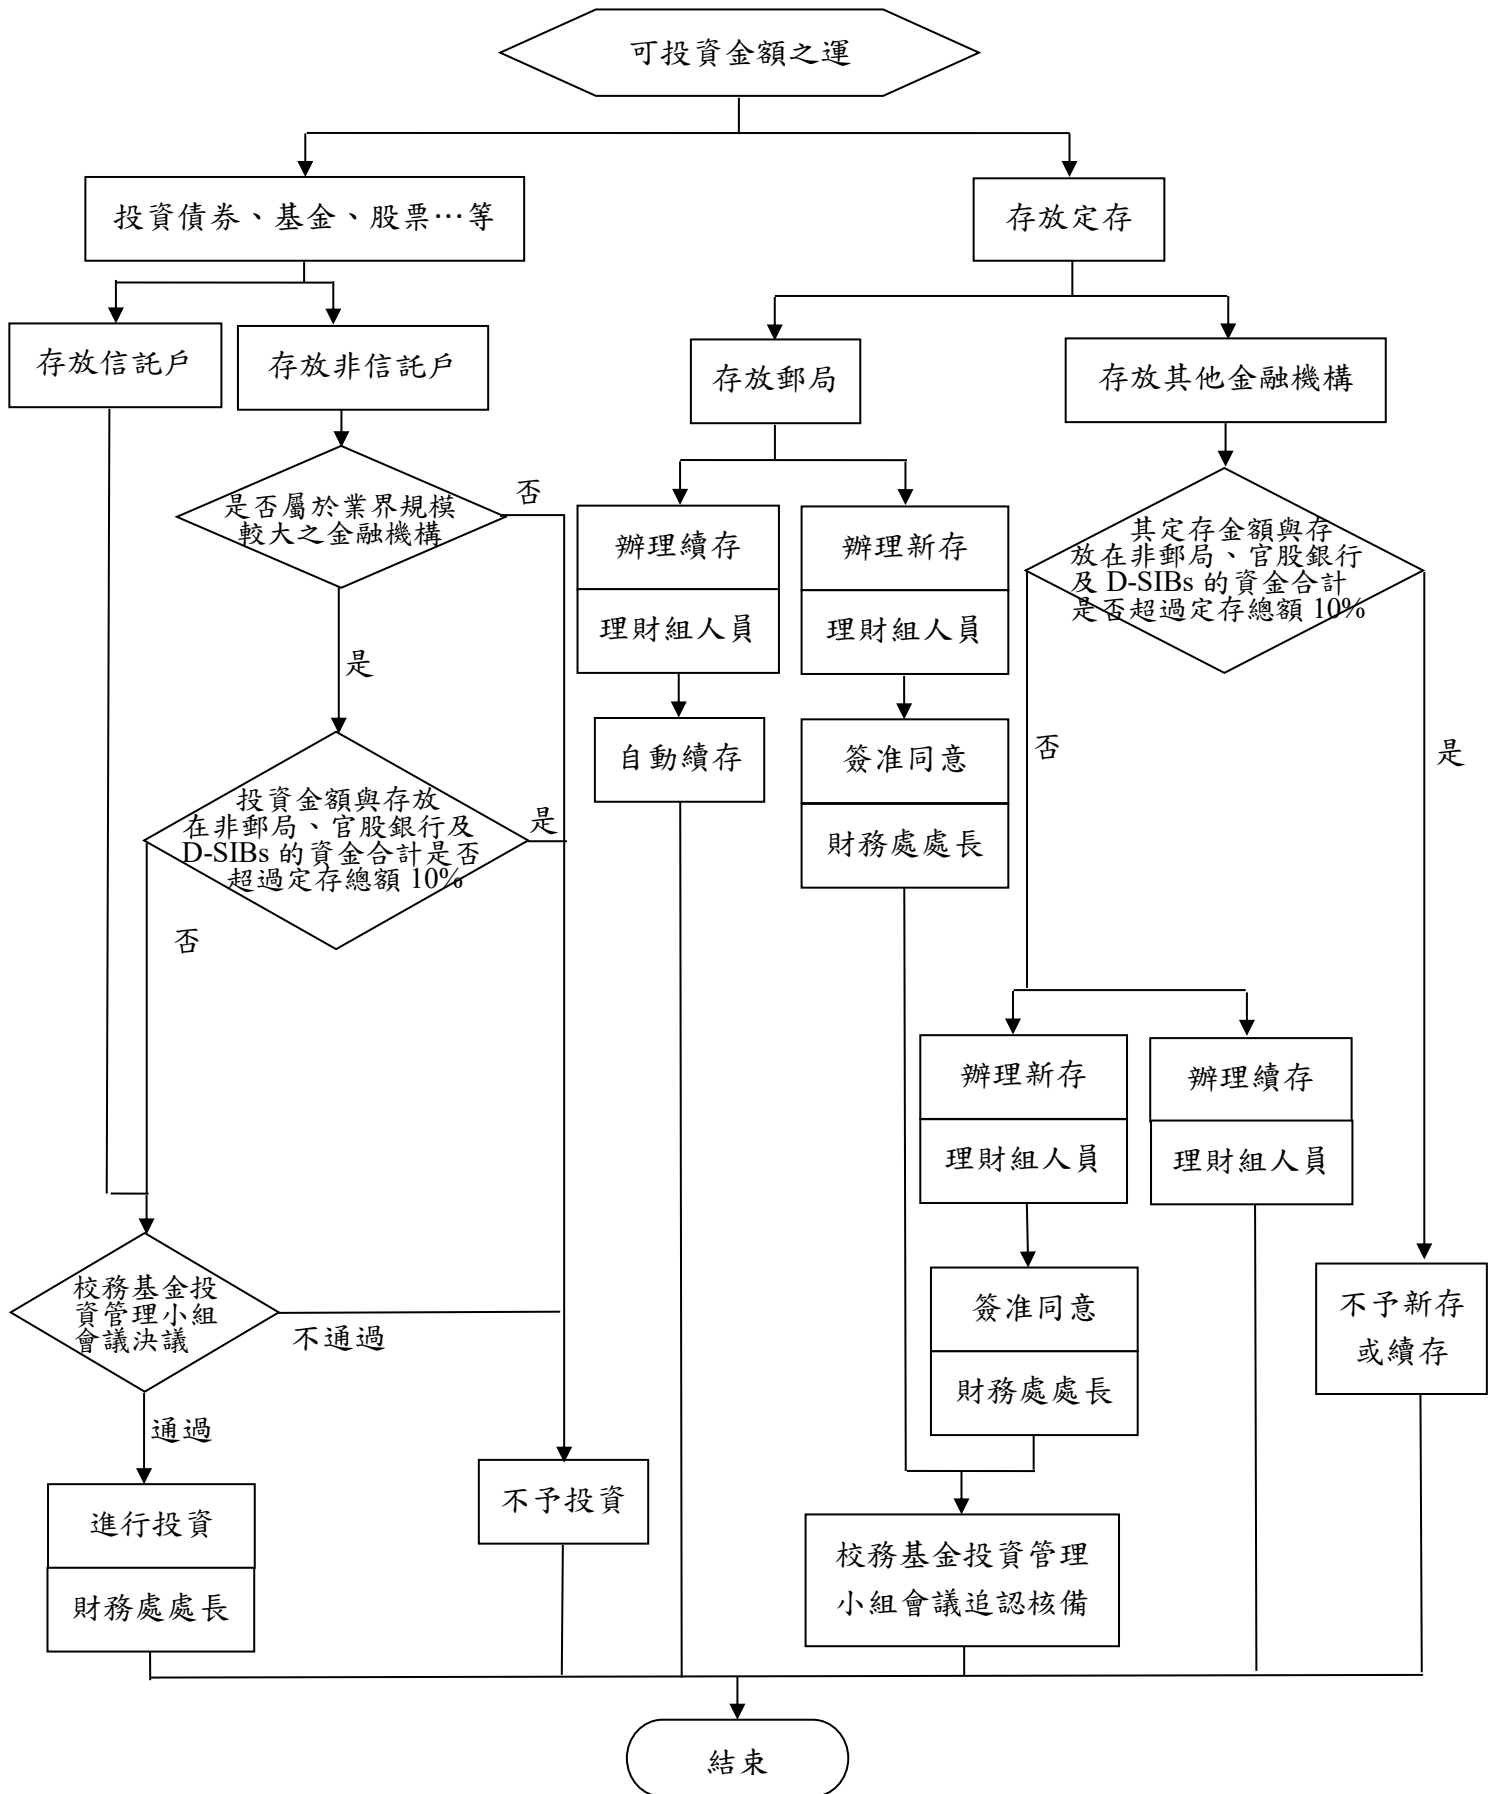 可投資金額之運
投資債券、基金、股票…等
存放定存
存放信託戶
存放非信託戶
存放郵局
存放其他金融機構
是否屬於業界規模
較大之金融機構
否
是
辦理續存
理財組人員
辦理新存
理財組人員
其定存金額與存
放在非郵局、官股銀行
及 D-SIBs 的資金合計
是否超過定存總額 10%
自動續存
簽准同意
財務處處長
否
是
投資金額與存放
在非郵局、官股銀行及
D-SIBs 的資金合計是否
超過定存總額 10%
是
否
辦理新存
理財組人員
辦理續存
理財組人員
校務基金投
資管理小組
會議決議
不通過
通過
簽准同意
財務處處長
不予新存
或續存
進行投資
財務處處長
不予投資
校務基金投資管理
小組會議追認核備
結束